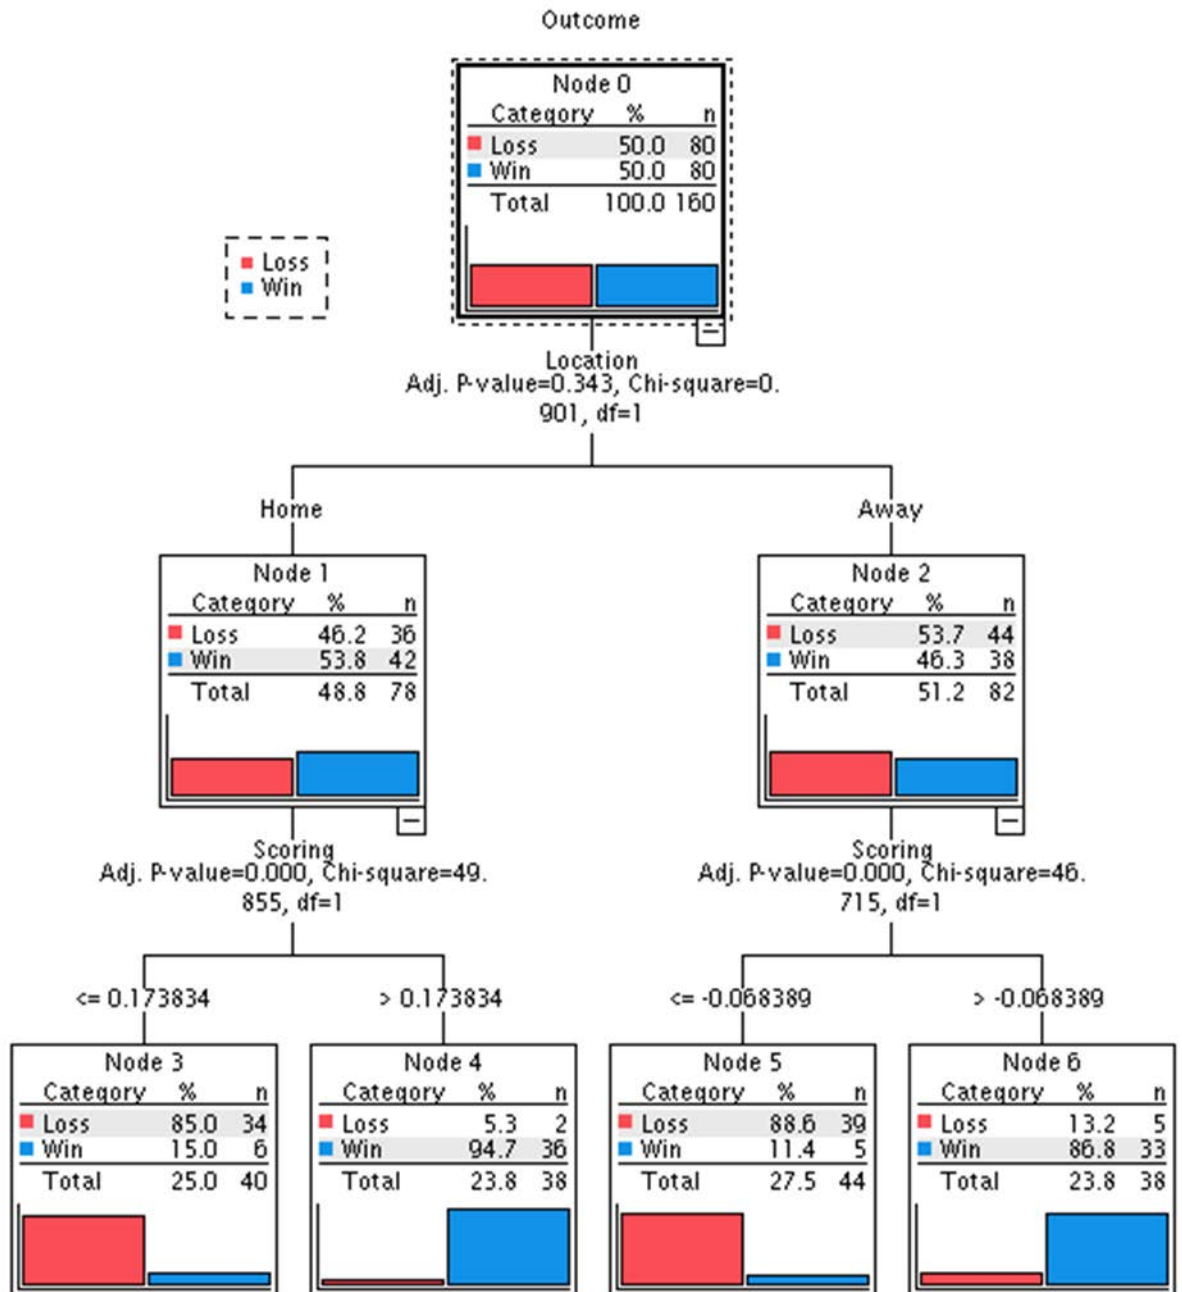 Outcome
Node 0
Category % n
Loss 50.0 80
Win 50.0 80
Total 100.0 160
Loss
Win
Location
Adj. P-value=0.343, Chi-square=0.
901, df=1
Home
Away
Node 1
Category % n
Loss 46.2 36
Win 53.8 42
Total 48.8 78
Node 2
Category % n
Loss 53.7 44
Win 46.3 38
Total 51.2 82
Scoring
Adj. P-value=0.000, Chi-square=49.
855, df=1
Scoring
Adj. P-value=0.000, Chi-square=46.
715, df=1
<= 0.173834
> 0.173834
<= -0.068389
> -0.068389
Node 3
Category % n
Loss 85.0 34
Win 15.0 6
Total 25.0 40
Node 4
Category % n
Loss 5.3 2
Win 94.7 36
Total 23.8 38
Node 5
Category % n
Loss 88.6 39
Win 11.4 5
Total 27.5 44
Node 6
Category % n
Loss 13.2 5
Win 86.8 33
Total 23.8 38